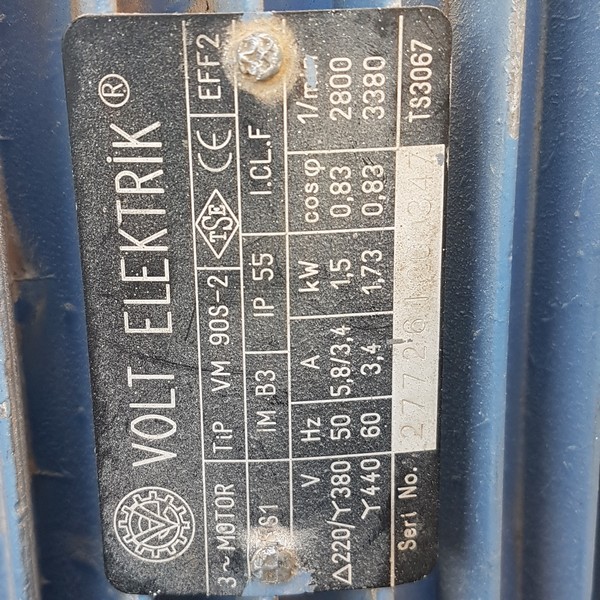 VOLT ELEKTRİK ®
3~MOTOR TİP VM 90S-2 TSE CE EFF2
S1 IM B3 IP 55 I.CL.F
V Hz A kW cosφ
Δ220/Y380 50 5,8/3,4 1,5 0,83 2800
Y440 60 3,4 1,73 0,83 3380
Seri No. TS3067